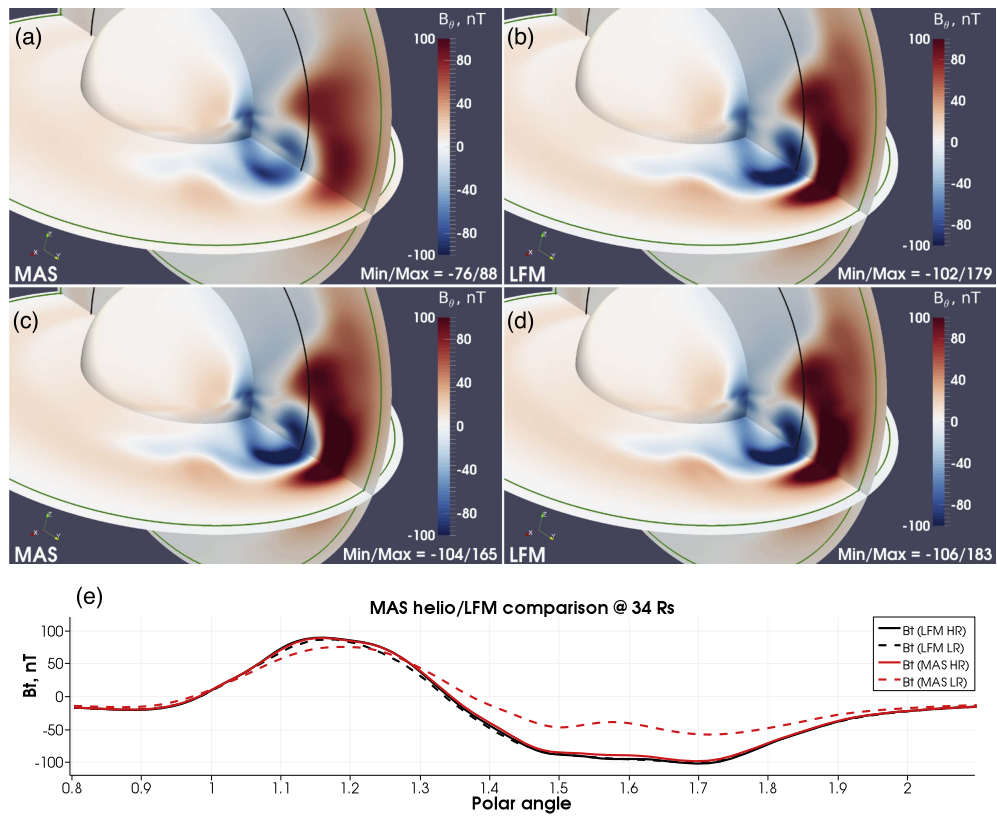 (a)
Bθ, nT
100
80
40
0
-40
-80
-100
z
x
y
MAS
Min/Max = -76/88
(b)
Bθ, nT
100
80
40
0
-40
-80
-100
z
x
y
LFM
Min/Max = -102/179
(c)
Bθ, nT
100
80
40
0
-40
-80
-100
z
x
y
MAS
Min/Max = -104/165
(d)
Bθ, nT
100
80
40
0
-40
-80
-100
z
x
y
LFM
Min/Max = -106/183
(e)
MAS helio/LFM comparison @ 34 Rs
Bt, nT
100
50
0
-50
-100
Bt (LFM HR)
Bt (LFM LR)
Bt (MAS HR)
Bt (MAS LR)
0.8 0.9 1 1.1 1.2 1.3 1.4 1.5 1.6 1.7 1.8 1.9 2
Polar angle